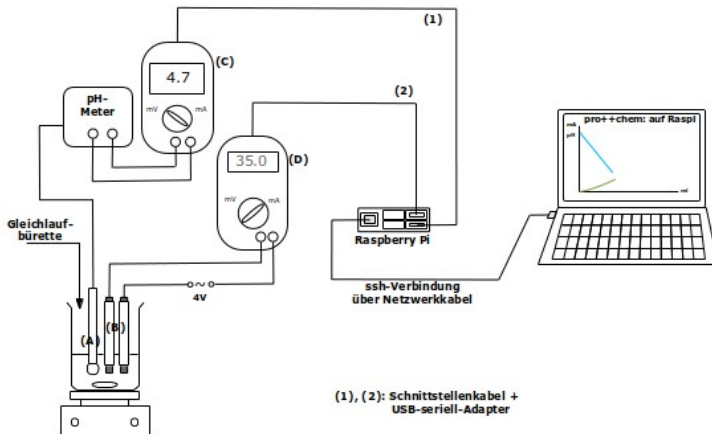 (1)
(C)
4.7
pH-
Meter
mV
mA
(2)
pro++chem: auf RaspI
mA
pH
ml
(D)
35.0
mV
mA
Gleichlauf-
bürette
Raspberry Pi
ssh-Verbindung
über Netzwerkkabel
4V
(A)
(B)
(1), (2): Schnittstellenkabel +
USB-seriell-Adapter